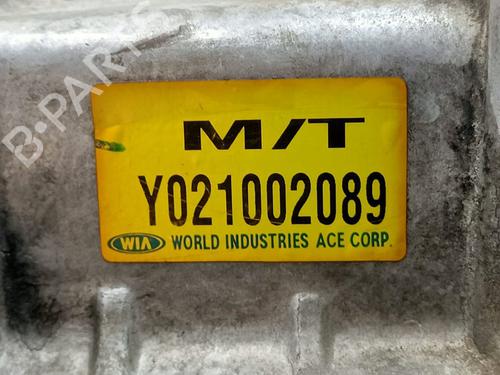 B-PARTS
M/T
Y021002089
WIA WORLD INDUSTRIES ACE CORP.